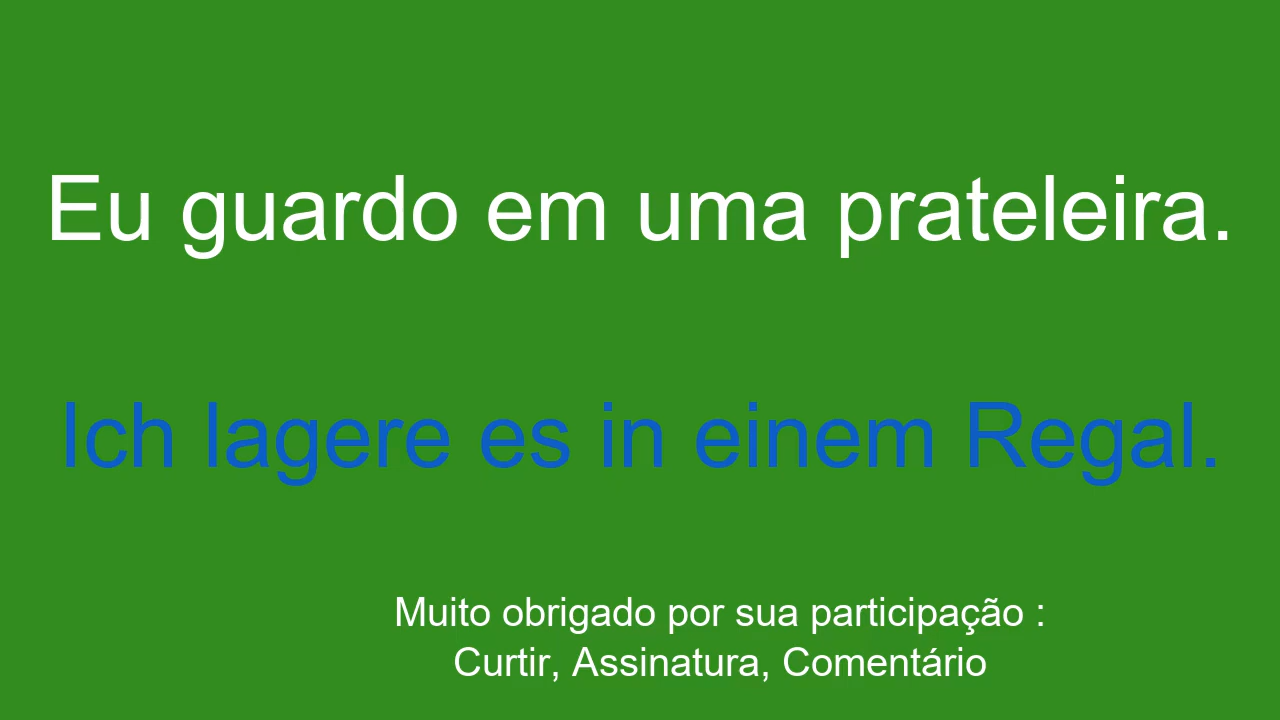 Eu guardo em uma prateleira.
Ich lagere es in einem Regal.
Muito obrigado por sua participação :
Curtir, Assinatura, Comentário